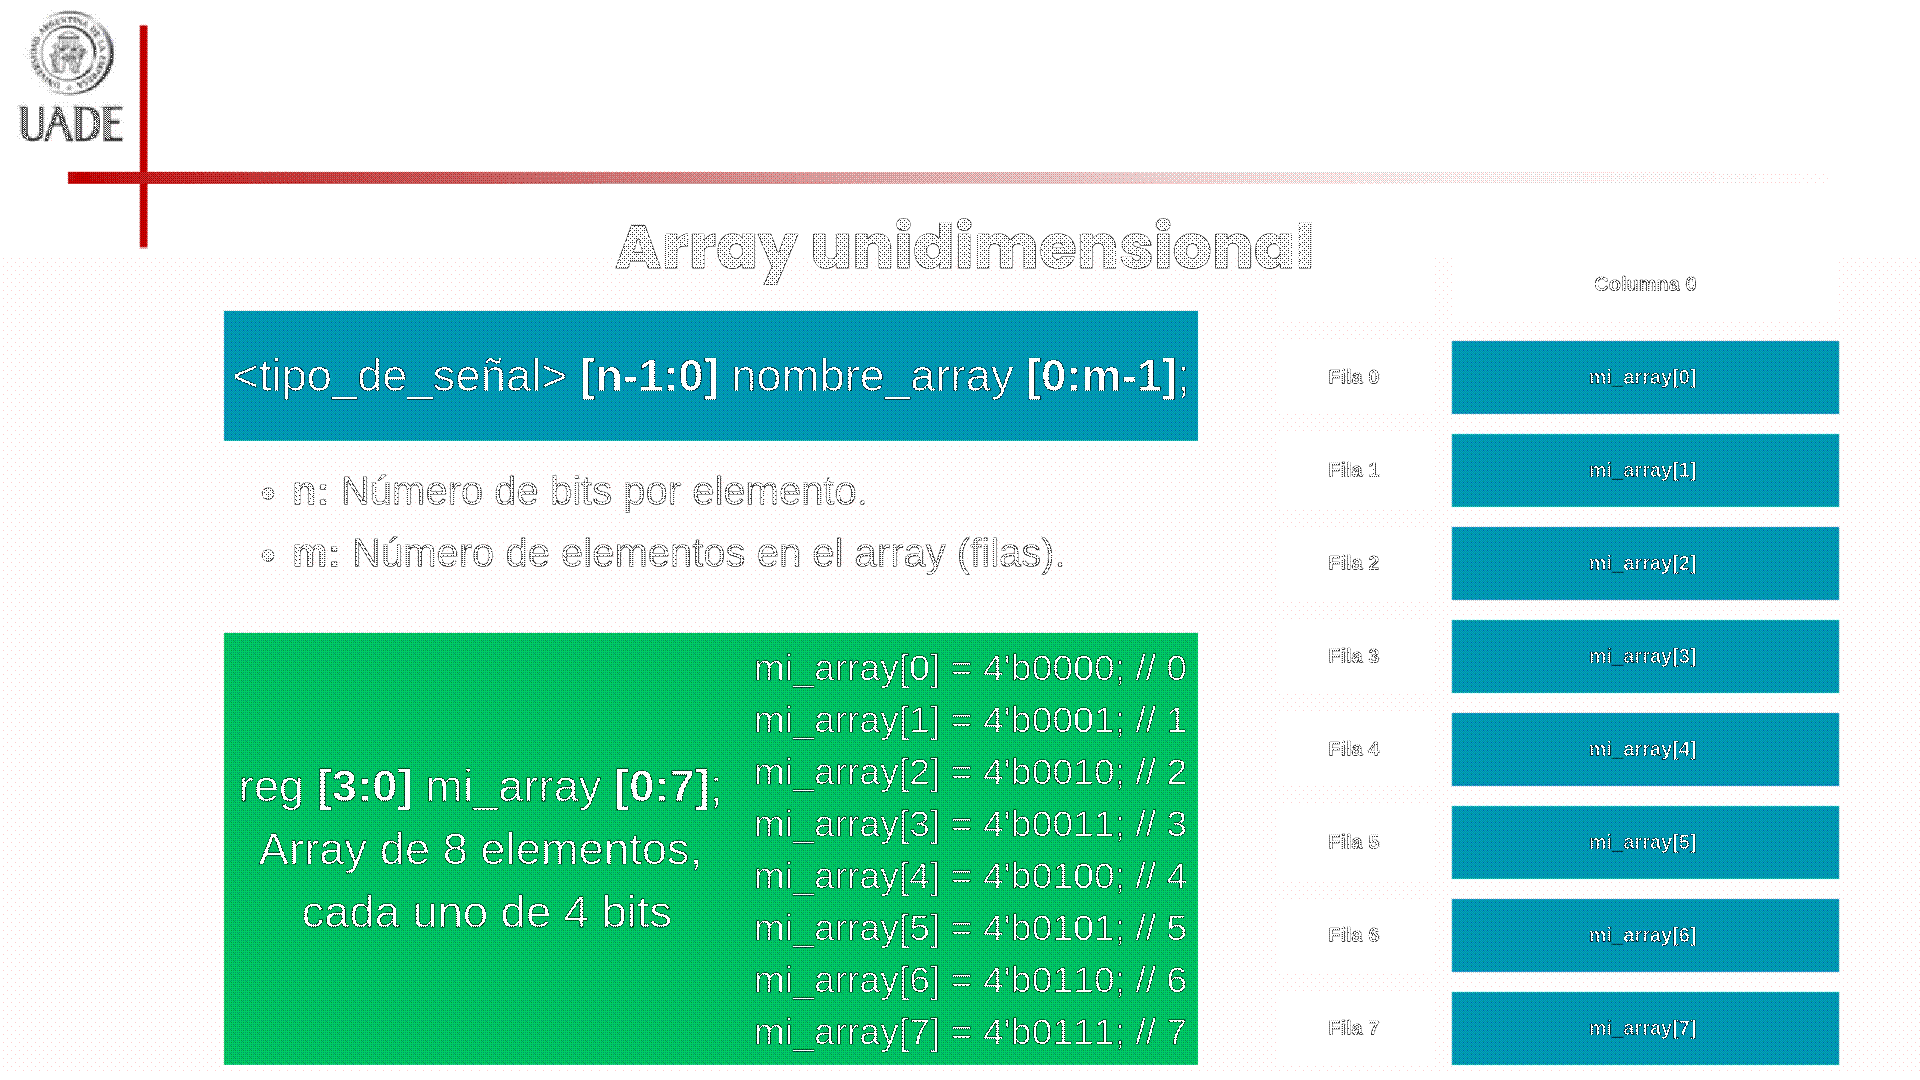 UADE
Array unidimensional
<tipo_de_señal> [n-1:0] nombre_array [0:m-1];
• n: Número de bits por elemento.
• m: Número de elementos en el array (filas).
reg [3:0] mi_array [0:7];
Array de 8 elementos,
cada uno de 4 bits
mi_array[0] = 4'b0000; // 0
mi_array[1] = 4'b0001; // 1
mi_array[2] = 4'b0010; // 2
mi_array[3] = 4'b0011; // 3
mi_array[4] = 4'b0100; // 4
mi_array[5] = 4'b0101; // 5
mi_array[6] = 4'b0110; // 6
mi_array[7] = 4'b0111; // 7
Columna 0
Fila 0 mi_array[0]
Fila 1 mi_array[1]
Fila 2 mi_array[2]
Fila 3 mi_array[3]
Fila 4 mi_array[4]
Fila 5 mi_array[5]
Fila 6 mi_array[6]
Fila 7 mi_array[7]